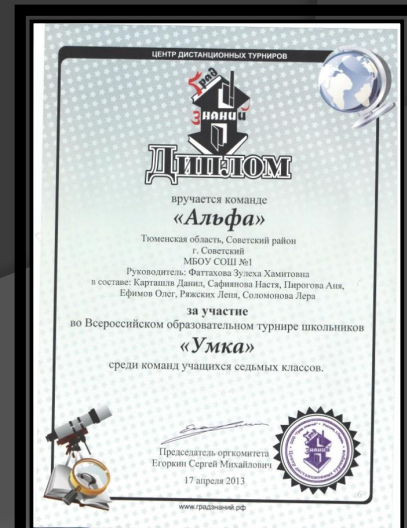 ЦЕНТР ДИСТАНЦИОННЫХ ТУРНИРОВ
Град
Знаний
Диплом
вручается команде
«Альфа»
Тюменская область, Советский район
г. Советский
МБОУ СОШ №1
Руководитель: Фаттахова Зулеха Хамитовна
в составе: Карташлв Данил, Сафиянова Настя, Пирогова Аня,
Ефимов Олег, Ряжских Леня, Соломонова Лера
за участие
во Всероссийском образовательном турнире школьников
«Умка»
среди команд учащихся седьмых классов.
Председатель оргкомитета
Егоркин Сергей Михайлович
17 апреля 2013
www.градзнаний.рф